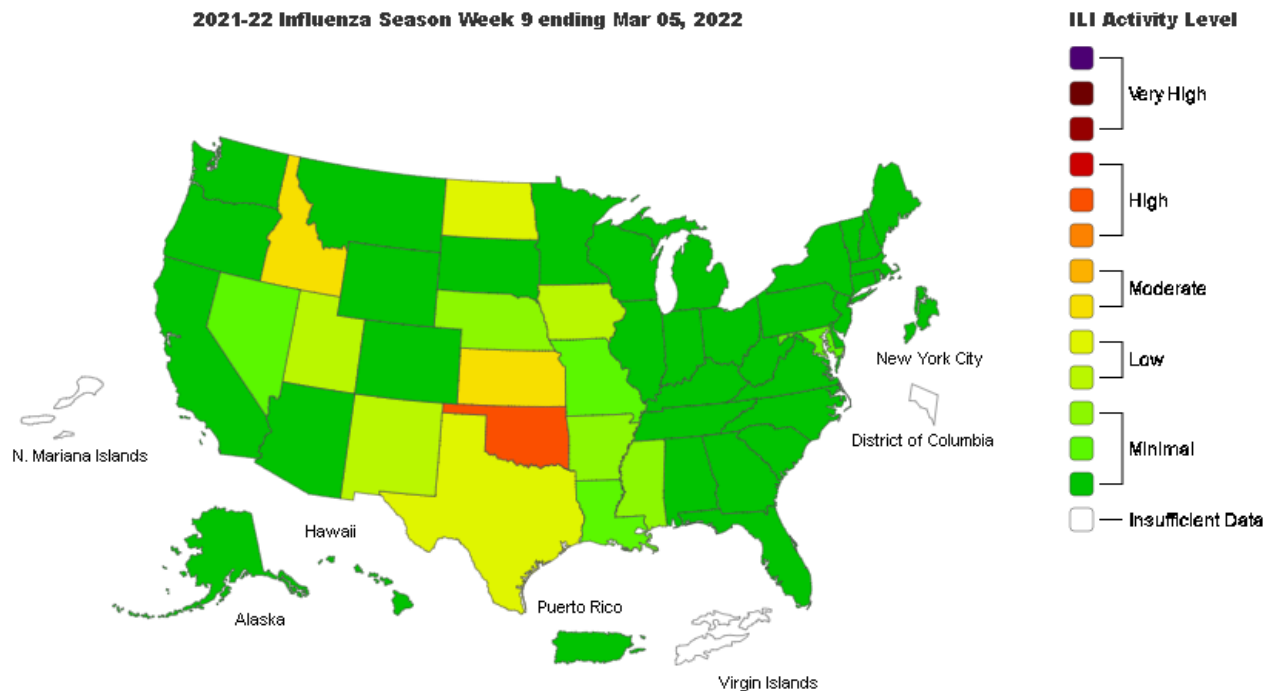 2021-22 Influenza Season Week 9 ending Mar 05, 2022
ILI Activity Level
Very High
High
Moderate
Low
Minimal
Insufficient Data
New York City
District of Columbia
N. Mariana Islands
Hawaii
Alaska
Puerto Rico
Virgin Islands